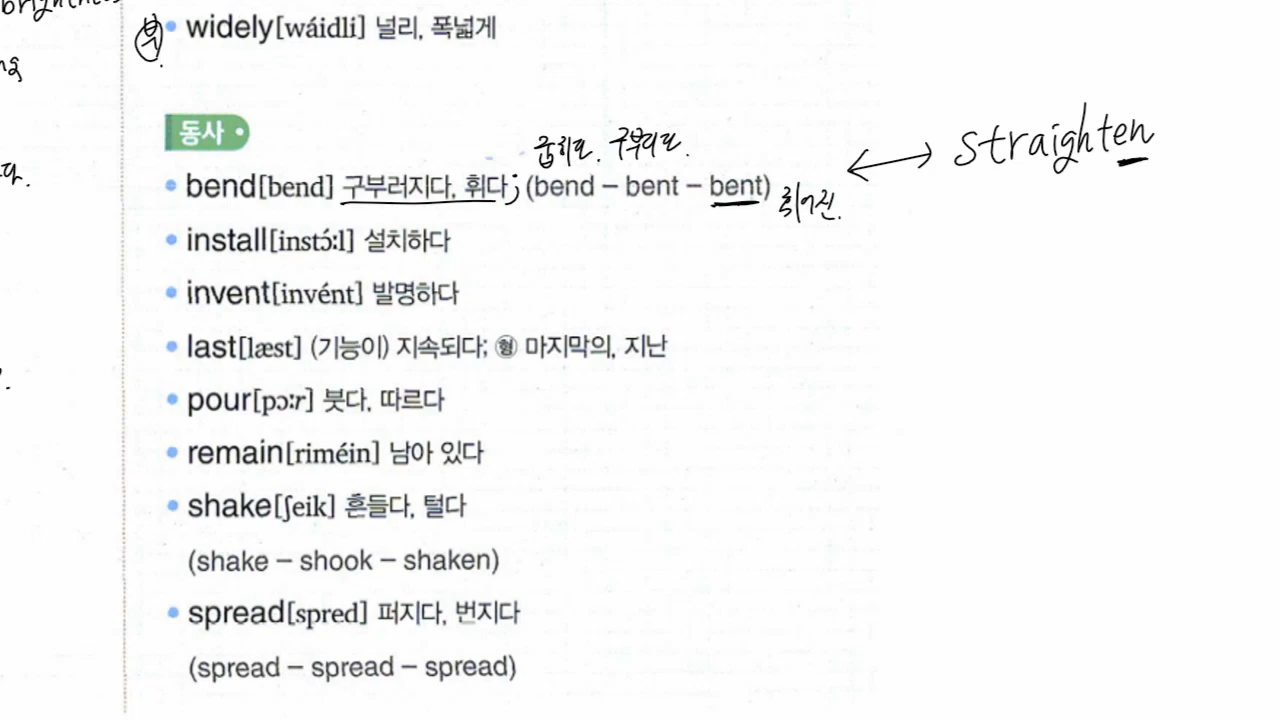 widely[wáidli] 널리, 폭넓게
동사
굽히다. 구부리다.
straighten
bend[bend] 구부러지다, 휘다; (bend – bent – bent)
휘어진.
install[instɔ́ːl] 설치하다
invent[invént] 발명하다
last[læst] (기능이) 지속되다; 형 마지막의, 지난
pour[pɔːr] 붓다, 따르다
remain[riméin] 남아 있다
shake[ʃeik] 흔들다, 털다
(shake – shook – shaken)
spread[spred] 퍼지다, 번지다
(spread – spread – spread)